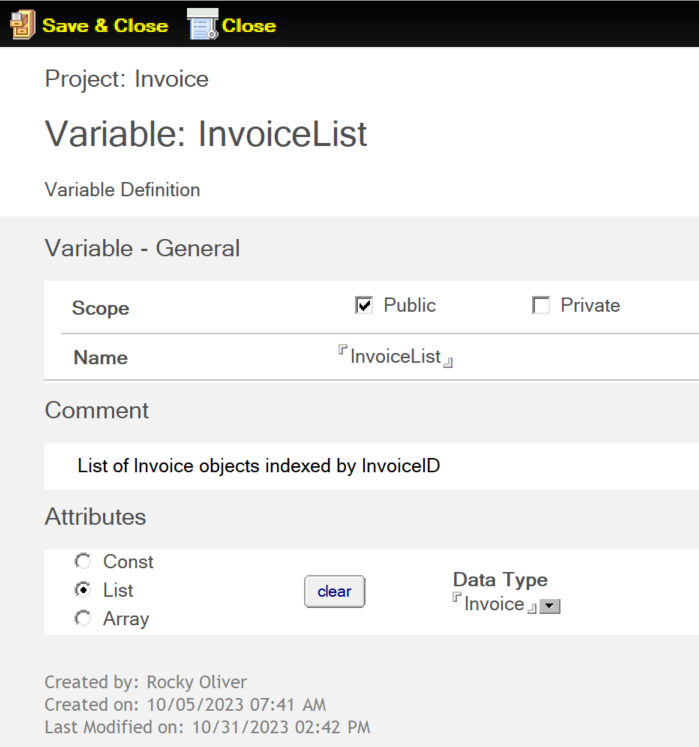 Save & Close Close
Project: Invoice
Variable: InvoiceList
Variable Definition
Variable - General
Scope Public Private
Name InvoiceList
Comment
List of Invoice objects indexed by InvoiceID
Attributes
Const
List
Array
clear
Data Type
Invoice
Created by: Rocky Oliver
Created on: 10/05/2023 07:41 AM
Last Modified on: 10/31/2023 02:42 PM